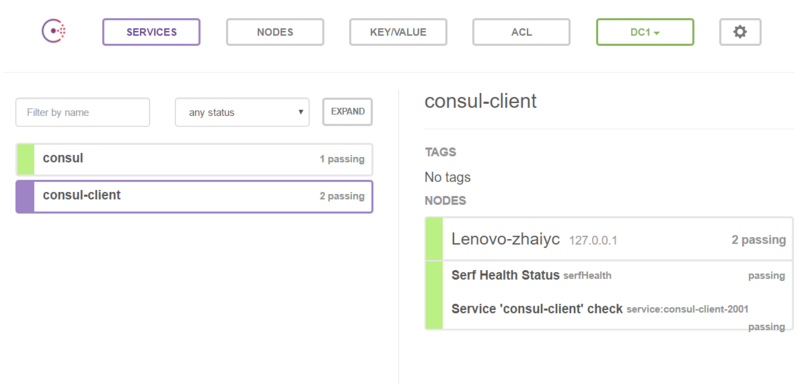 SERVICES NODES KEY/VALUE ACL DC1
Filter by name any status EXPAND
consul 1 passing
consul-client 2 passing
consul-client
TAGS
No tags
NODES
Lenovo-zhaiyc 127.0.0.1 2 passing
Serf Health Status serfHealth passing
Service 'consul-client' check service:consul-client-2001
passing